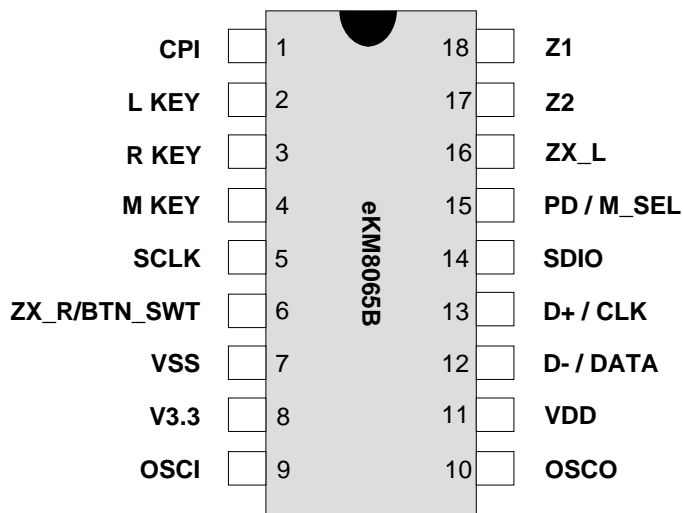 CPI 1 18 Z1
L KEY 2 17 Z2
R KEY 3 16 ZX_L
M KEY 4 15 PD / M_SEL
SCLK 5 14 SDIO
ZX_R/BTN_SWT 6 13 D+ / CLK
VSS 7 12 D- / DATA
V3.3 8 11 VDD
OSCI 9 10 OSCO
eKM8065B